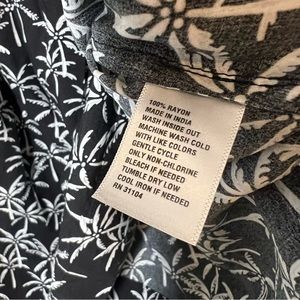 100% RAYON
MADE IN INDIA
WASH INSIDE OUT
MACHINE WASH COLD
WITH LIKE COLORS
GENTLE CYCLE
ONLY NON-CHLORINE
BLEACH IF NEEDED
TUMBLE DRY LOW
COOL IRON IF NEEDED
RN 31104